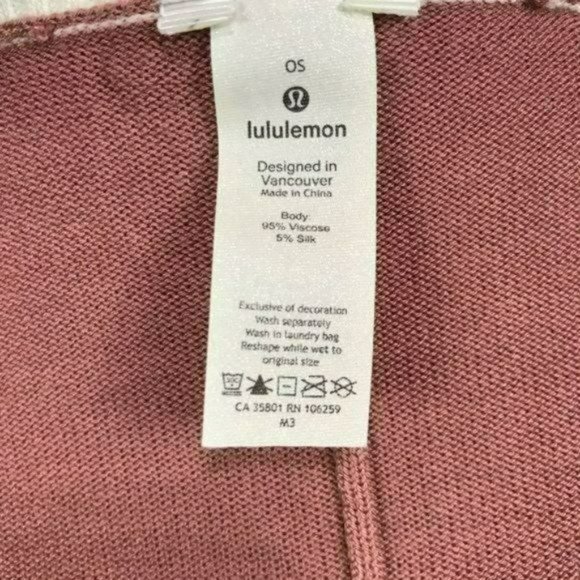 OS
lululemon
Designed in
Vancouver
Made in China
Body:
95% Viscose
5% Silk
Exclusive of decoration
Wash separately
Wash in laundry bag
Reshape while wet to
original size
CA 35801 RN 106259
M3